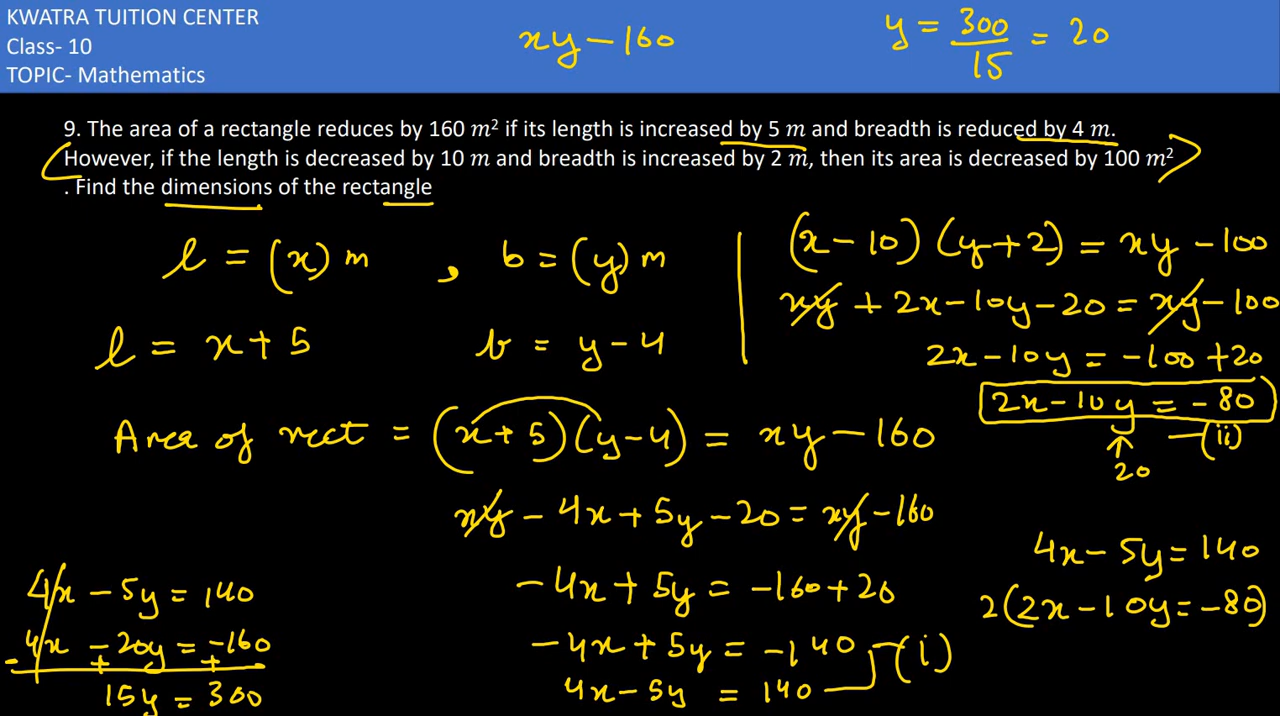 KWATRA TUITION CENTER
Class- 10
TOPIC- Mathematics
xy - 160
y = 300/15 = 20
9. The area of a rectangle reduces by 160 m² if its length is increased by 5 m and breadth is reduced by 4 m.
However, if the length is decreased by 10 m and breadth is increased by 2 m, then its area is decreased by 100 m²
. Find the dimensions of the rectangle
l = (x) m , b = (y) m
l = x + 5 b = y - 4
Area of rect = (x + 5) (y - 4) = xy - 160
xy - 4x + 5y - 20 = xy - 160
-4x + 5y = -160 + 20
-4x + 5y = -140
4x - 5y = 140 (i)
(x - 10) (y + 2) = xy - 100
xy + 2x - 10y - 20 = xy - 100
2x - 10y = -100 + 20
2x - 10y = -80
(ii)
↑
20
4x - 5y = 140
2(2x - 10y = -80)
4x - 5y = 140
4x - 20y = -160
- + +
15y = 300